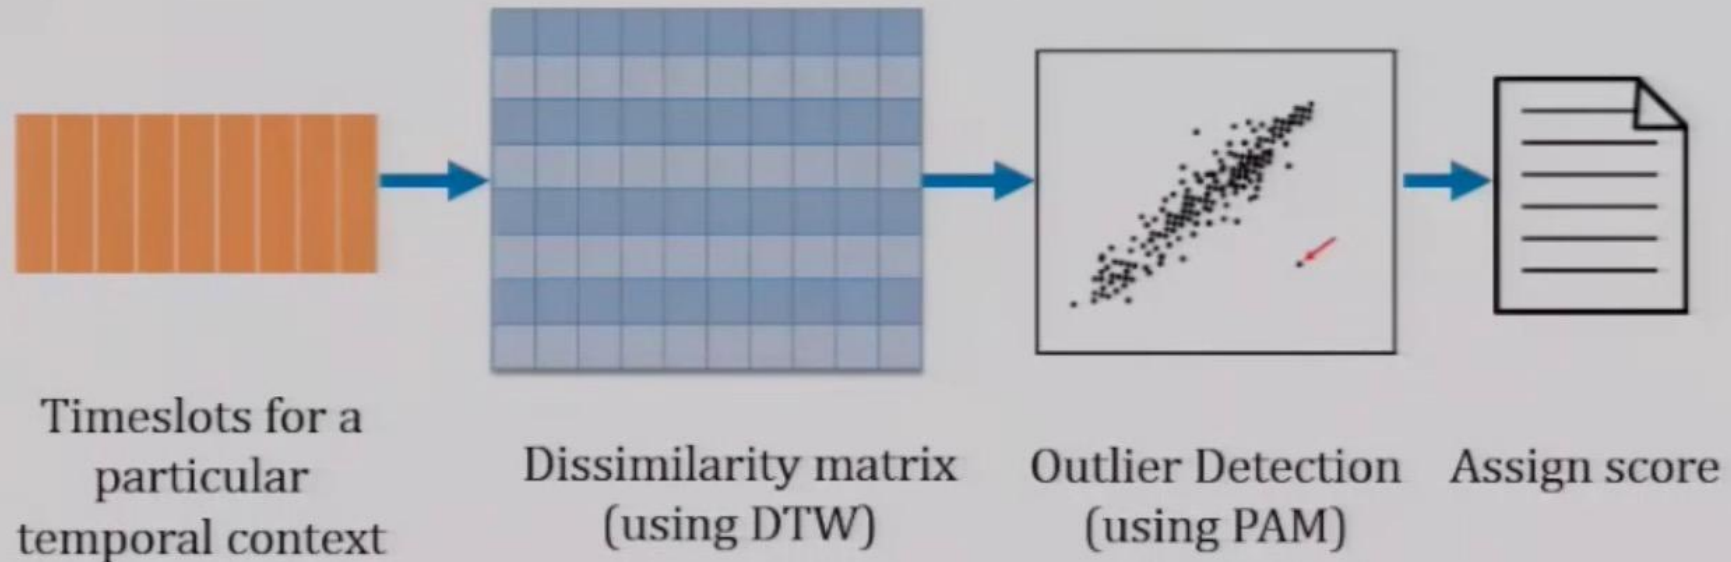 Timeslots for a
particular
temporal context
Dissimilarity matrix
(using DTW)
Outlier Detection
(using PAM)
Assign score